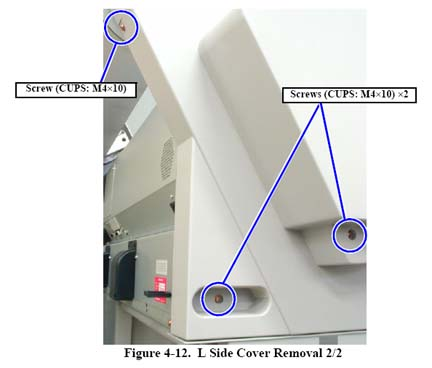 Screw (CUPS: M4×10)
Screws (CUPS: M4×10) ×2
Figure 4-12. L Side Cover Removal 2/2